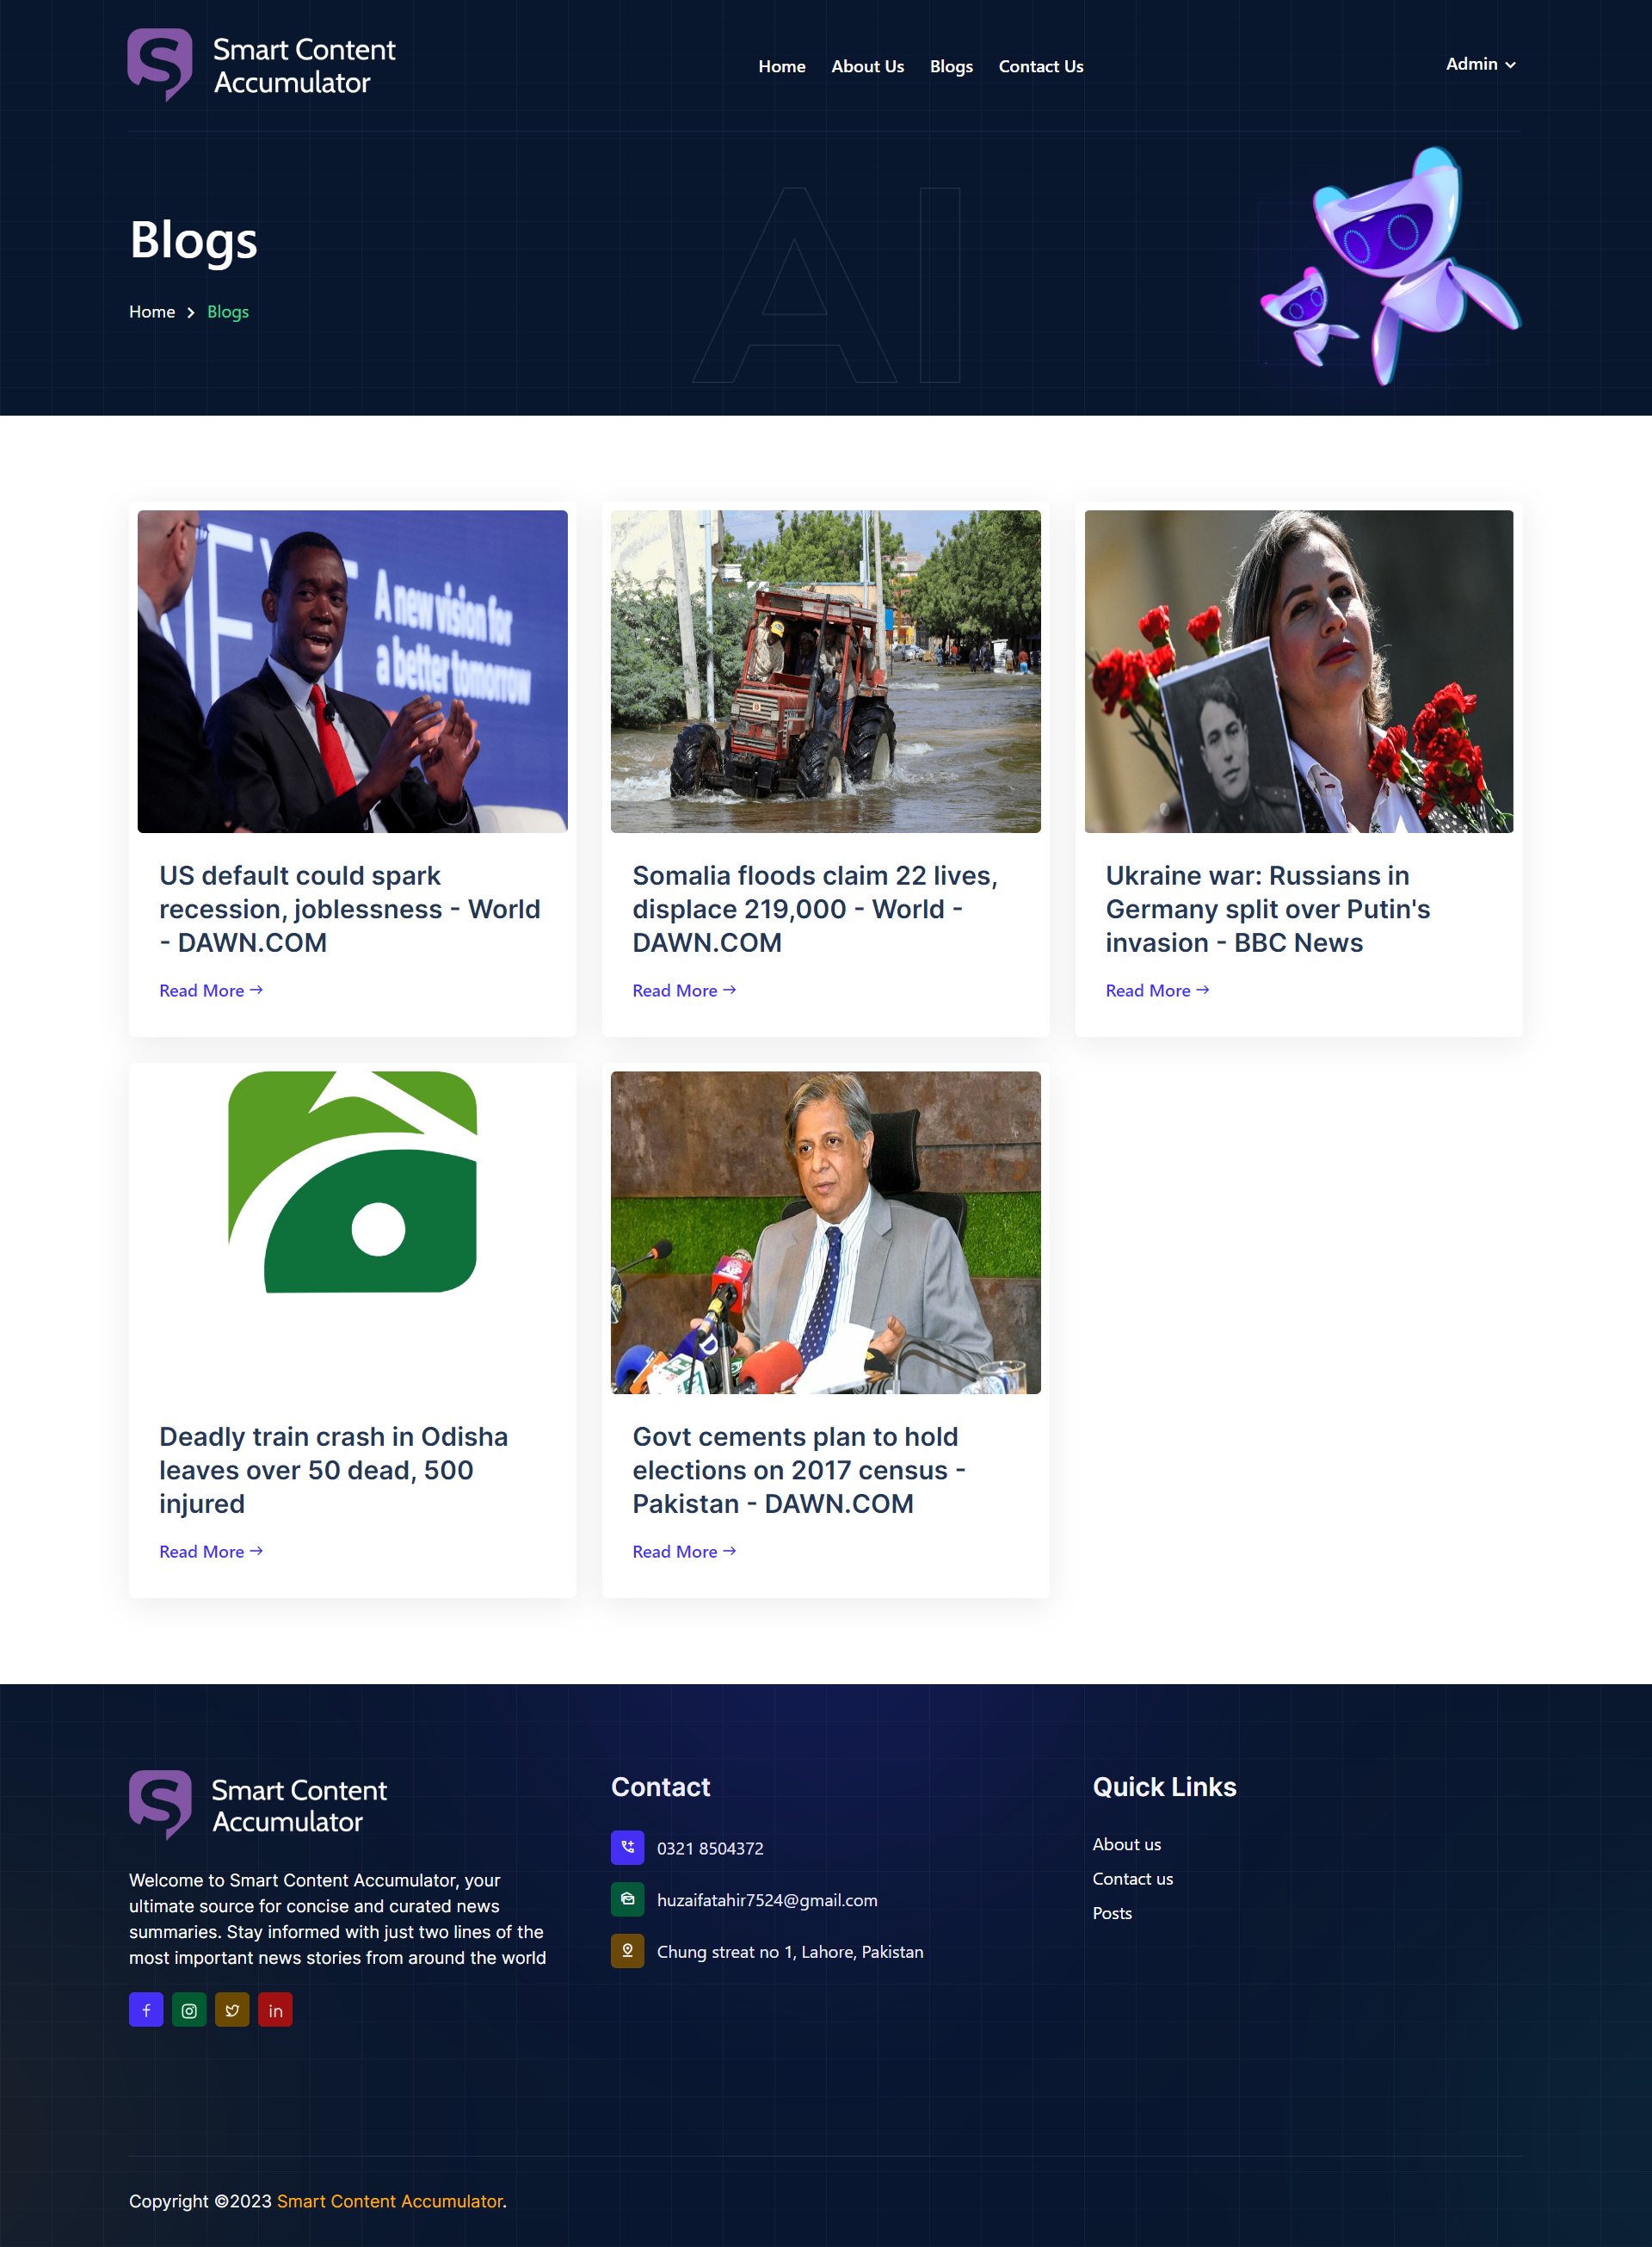 Smart Content
Accumulator
Home
About Us
Blogs
Contact Us
Admin
AI
Blogs
Home
Blogs
A new vision for
a better tomorrow
US default could spark
recession, joblessness - World
- DAWN.COM
Read More
Somalia floods claim 22 lives,
displace 219,000 - World -
DAWN.COM
Read More
Ukraine war: Russians in
Germany split over Putin's
invasion - BBC News
Read More
Deadly train crash in Odisha
leaves over 50 dead, 500
injured
Read More
Govt cements plan to hold
elections on 2017 census -
Pakistan - DAWN.COM
Read More
Smart Content
Accumulator
Welcome to Smart Content Accumulator, your
ultimate source for concise and curated news
summaries. Stay informed with just two lines of the
most important news stories from around the world
Contact
0321 8504372
huzaifatahir7524@gmail.com
Chung streat no 1, Lahore, Pakistan
Quick Links
About us
Contact us
Posts
Copyright ©2023 Smart Content Accumulator.